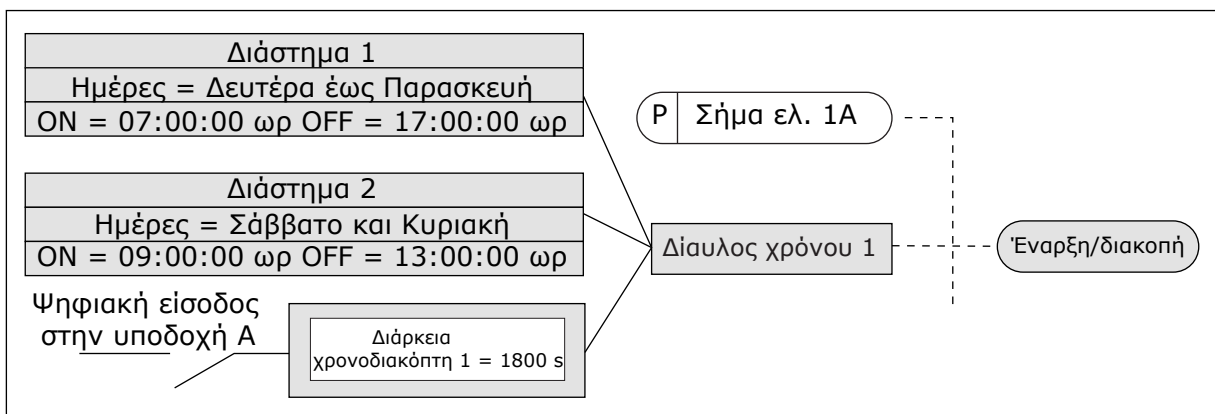 Διάστημα 1
Ημέρες = Δευτέρα έως Παρασκευή
ON = 07:00:00 ωρ OFF = 17:00:00 ωρ
P Σήμα ελ. 1A
Διάστημα 2
Ημέρες = Σάββατο και Κυριακή
ON = 09:00:00 ωρ OFF = 13:00:00 ωρ
Δίαυλος χρόνου 1
Έναρξη/διακοπή
Ψηφιακή είσοδος
στην υποδοχή A
Διάρκεια
χρονοδιακόπτη 1 = 1800 s